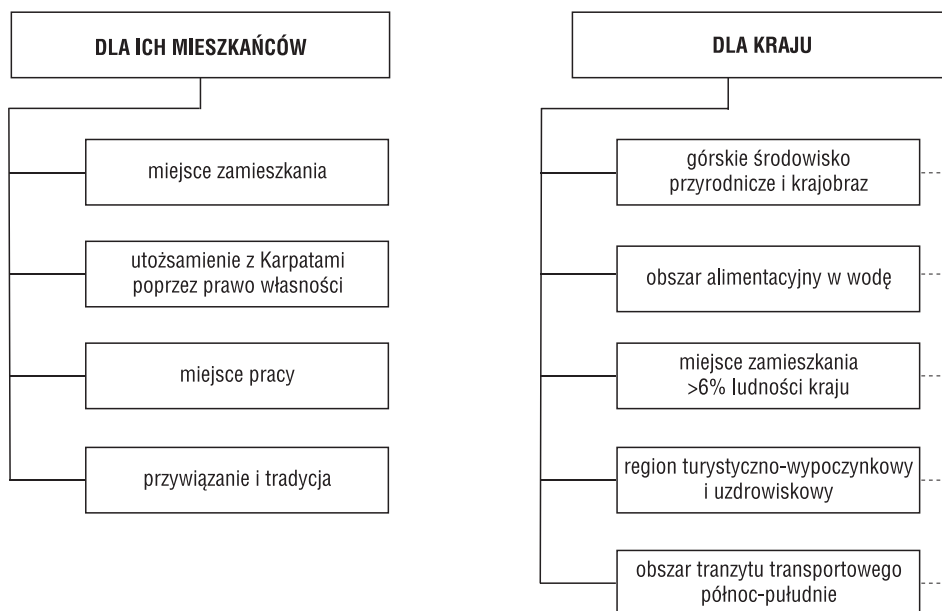 DLA ICH MIESZKAŃCÓW
miejsce zamieszkania
utożsamienie z Karpatami
poprzez prawo własności
miejsce pracy
przywiązanie i tradycja
DLA KRAJU
górskie środowisko
przyrodnicze i krajobraz
obszar alimentacyjny w wodę
miejsce zamieszkania
>6% ludności kraju
region turystyczno-wypoczynkowy
i uzdrowiskowy
obszar tranzytu transportowego
północ-pułudnie